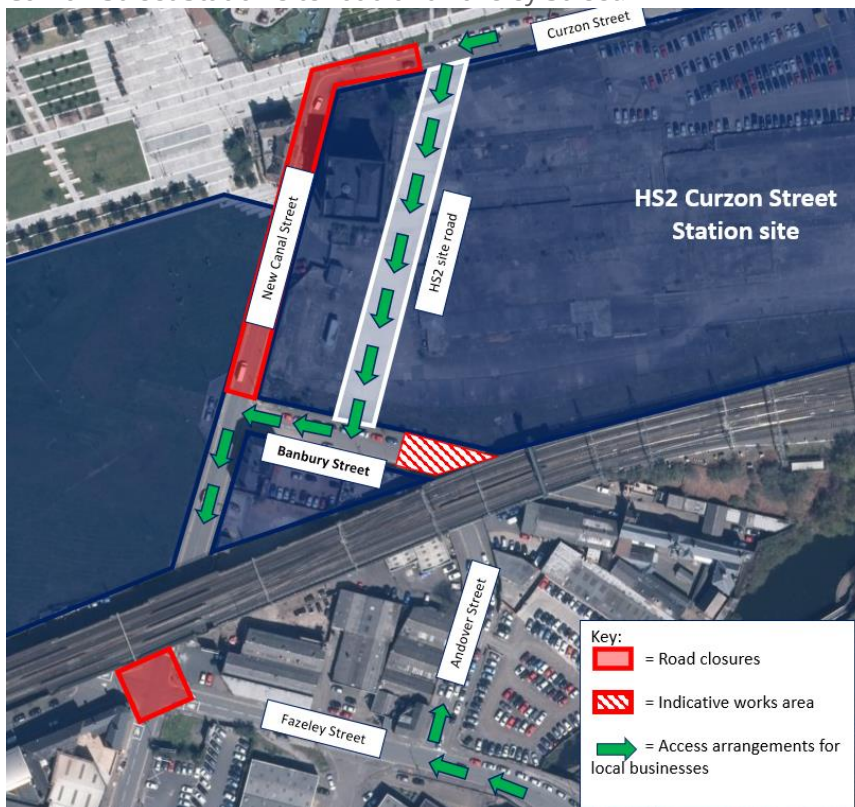 Curzon Street
HS2 Curzon Street
Station site
New Canal Street
HS2 site road
Banbury Street
Andover Street
Fazeley Street
Key:
= Road closures
= Indicative works area
= Access arrangements for
local businesses